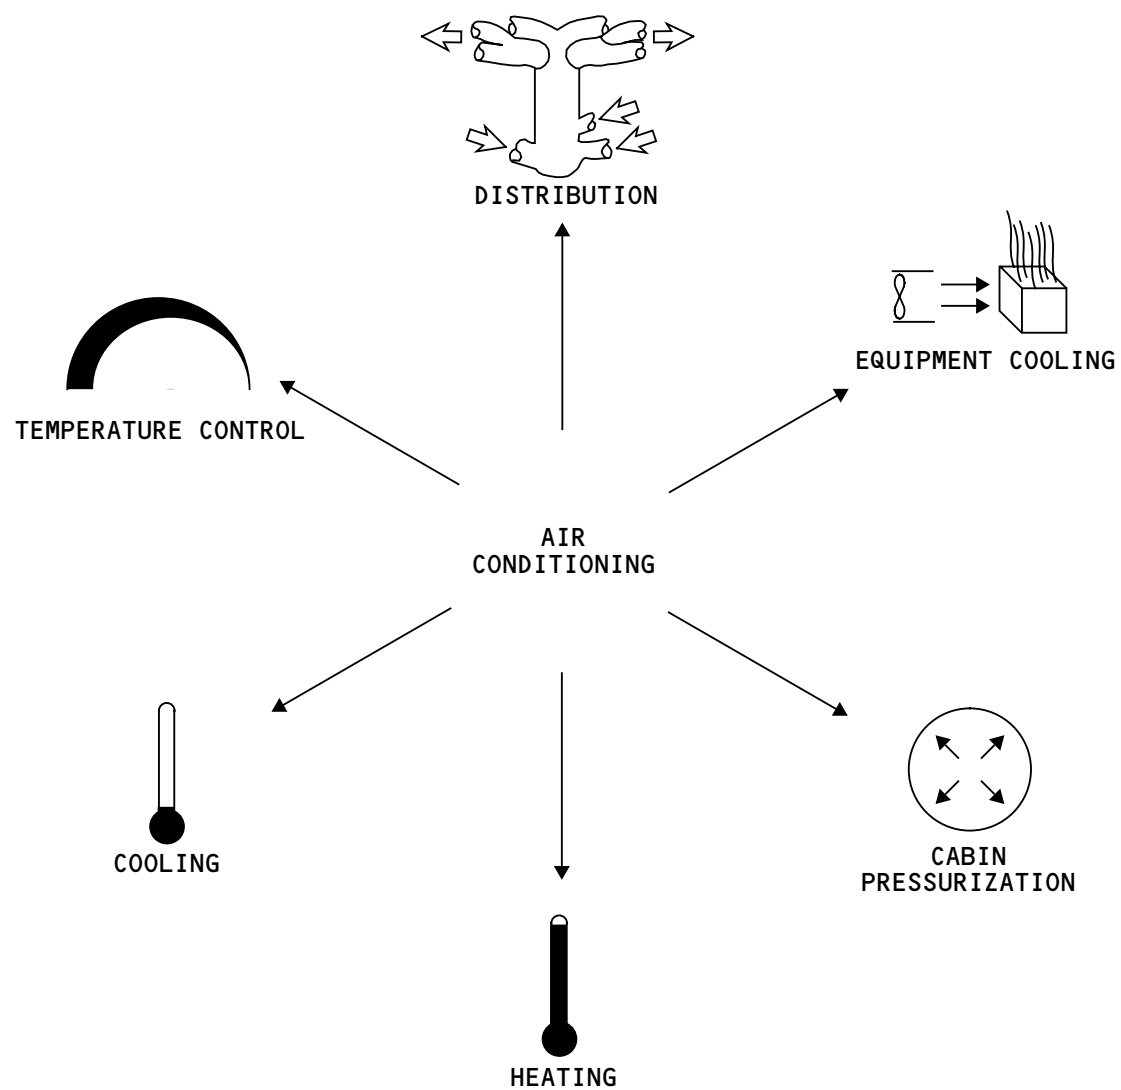 DISTRIBUTION
EQUIPMENT COOLING
TEMPERATURE CONTROL
AIR
CONDITIONING
COOLING
CABIN
PRESSURIZATION
HEATING